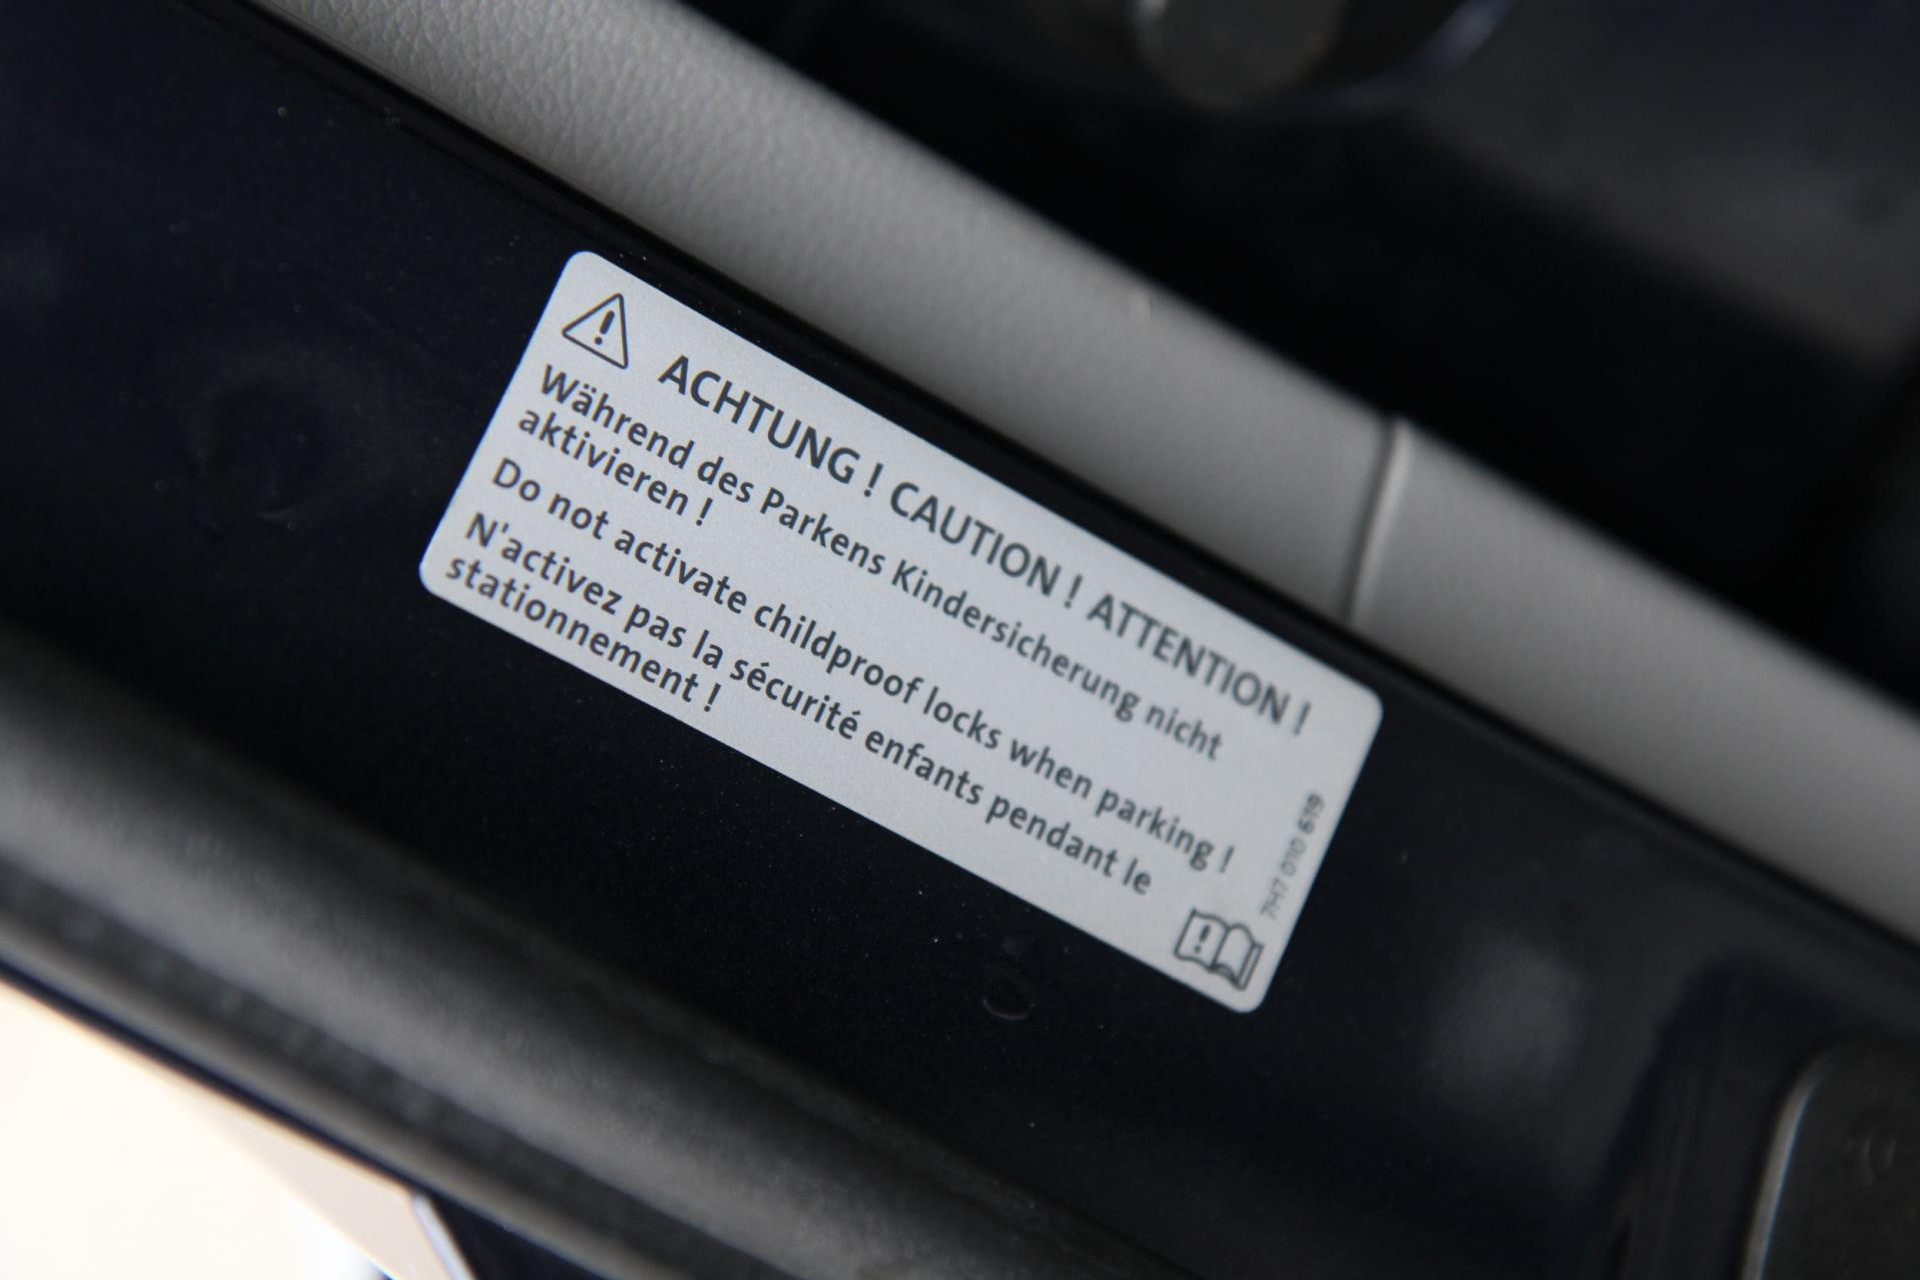 ACHTUNG ! CAUTION ! ATTENTION !
Während des Parkens Kindersicherung nicht
aktivieren !
Do not activate childproof locks when parking !
N'activez pas la sécurité enfants pendant le
stationnement !
7H7 010 619